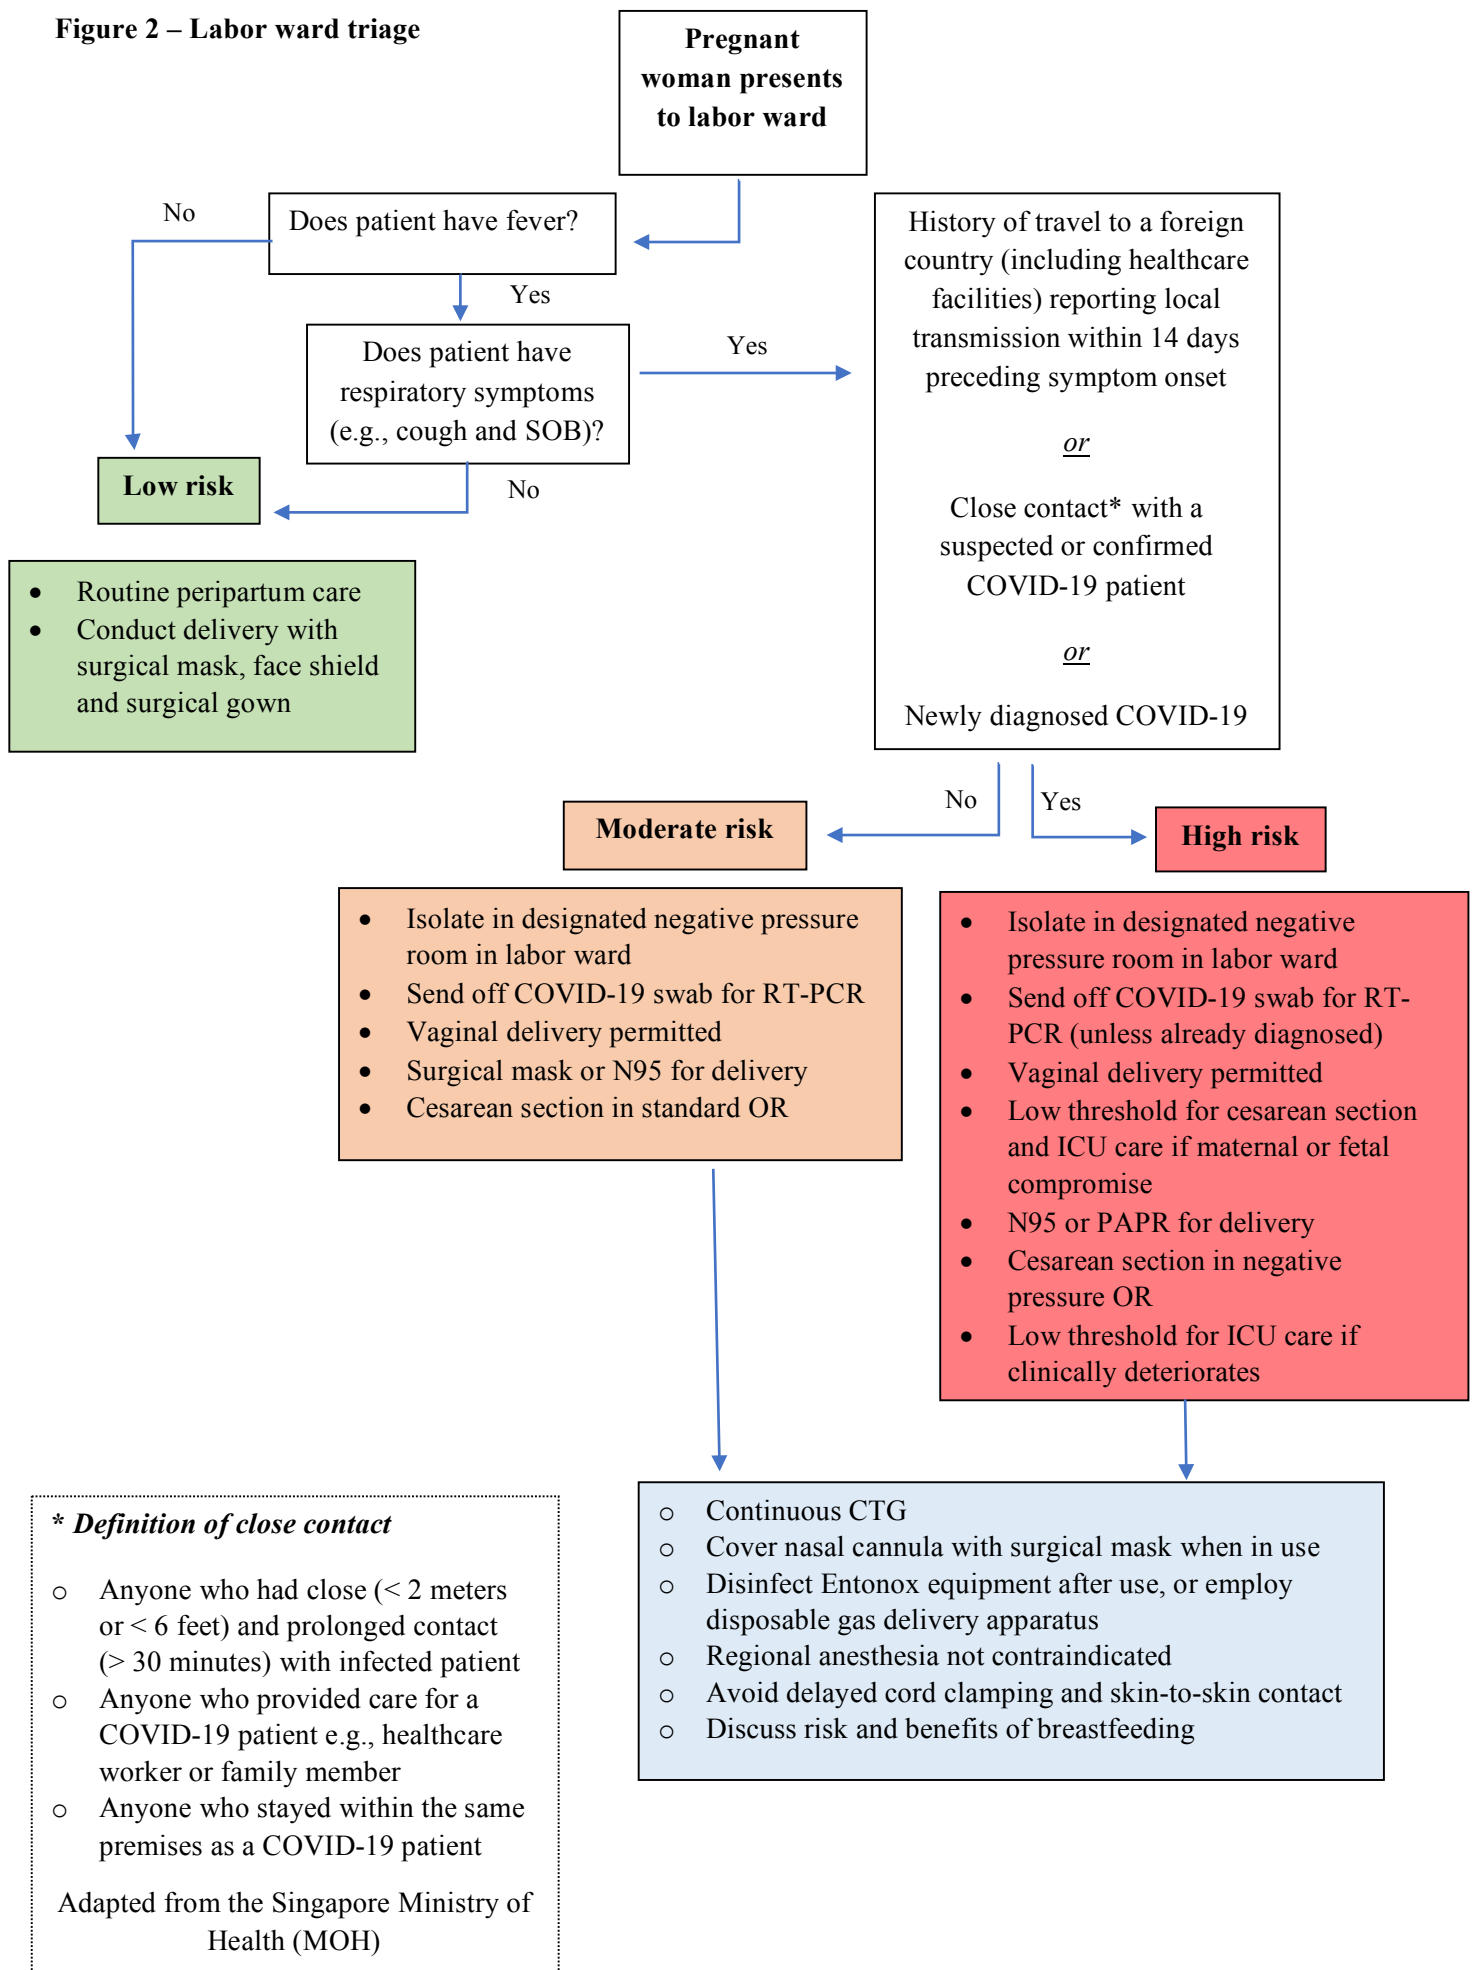 Figure 2 – Labor ward triage
Pregnant
woman presents
to labor ward
Does patient have fever?
No
Yes
Does patient have
respiratory symptoms
(e.g., cough and SOB)?
Yes
No
History of travel to a foreign
country (including healthcare
facilities) reporting local
transmission within 14 days
preceding symptom onset
or
Close contact* with a
suspected or confirmed
COVID-19 patient
or
Newly diagnosed COVID-19
Low risk
• Routine peripartum care
• Conduct delivery with
surgical mask, face shield
and surgical gown
No
Yes
Moderate risk
High risk
• Isolate in designated negative pressure
room in labor ward
• Send off COVID-19 swab for RT-PCR
• Vaginal delivery permitted
• Surgical mask or N95 for delivery
• Cesarean section in standard OR
• Isolate in designated negative
pressure room in labor ward
• Send off COVID-19 swab for RT-
PCR (unless already diagnosed)
• Vaginal delivery permitted
• Low threshold for cesarean section
and ICU care if maternal or fetal
compromise
• N95 or PAPR for delivery
• Cesarean section in negative
pressure OR
• Low threshold for ICU care if
clinically deteriorates
* Definition of close contact
o Anyone who had close (< 2 meters
or < 6 feet) and prolonged contact
(> 30 minutes) with infected patient
o Anyone who provided care for a
COVID-19 patient e.g., healthcare
worker or family member
o Anyone who stayed within the same
premises as a COVID-19 patient
Adapted from the Singapore Ministry of
Health (MOH)
o Continuous CTG
o Cover nasal cannula with surgical mask when in use
o Disinfect Entonox equipment after use, or employ
disposable gas delivery apparatus
o Regional anesthesia not contraindicated
o Avoid delayed cord clamping and skin-to-skin contact
o Discuss risk and benefits of breastfeeding